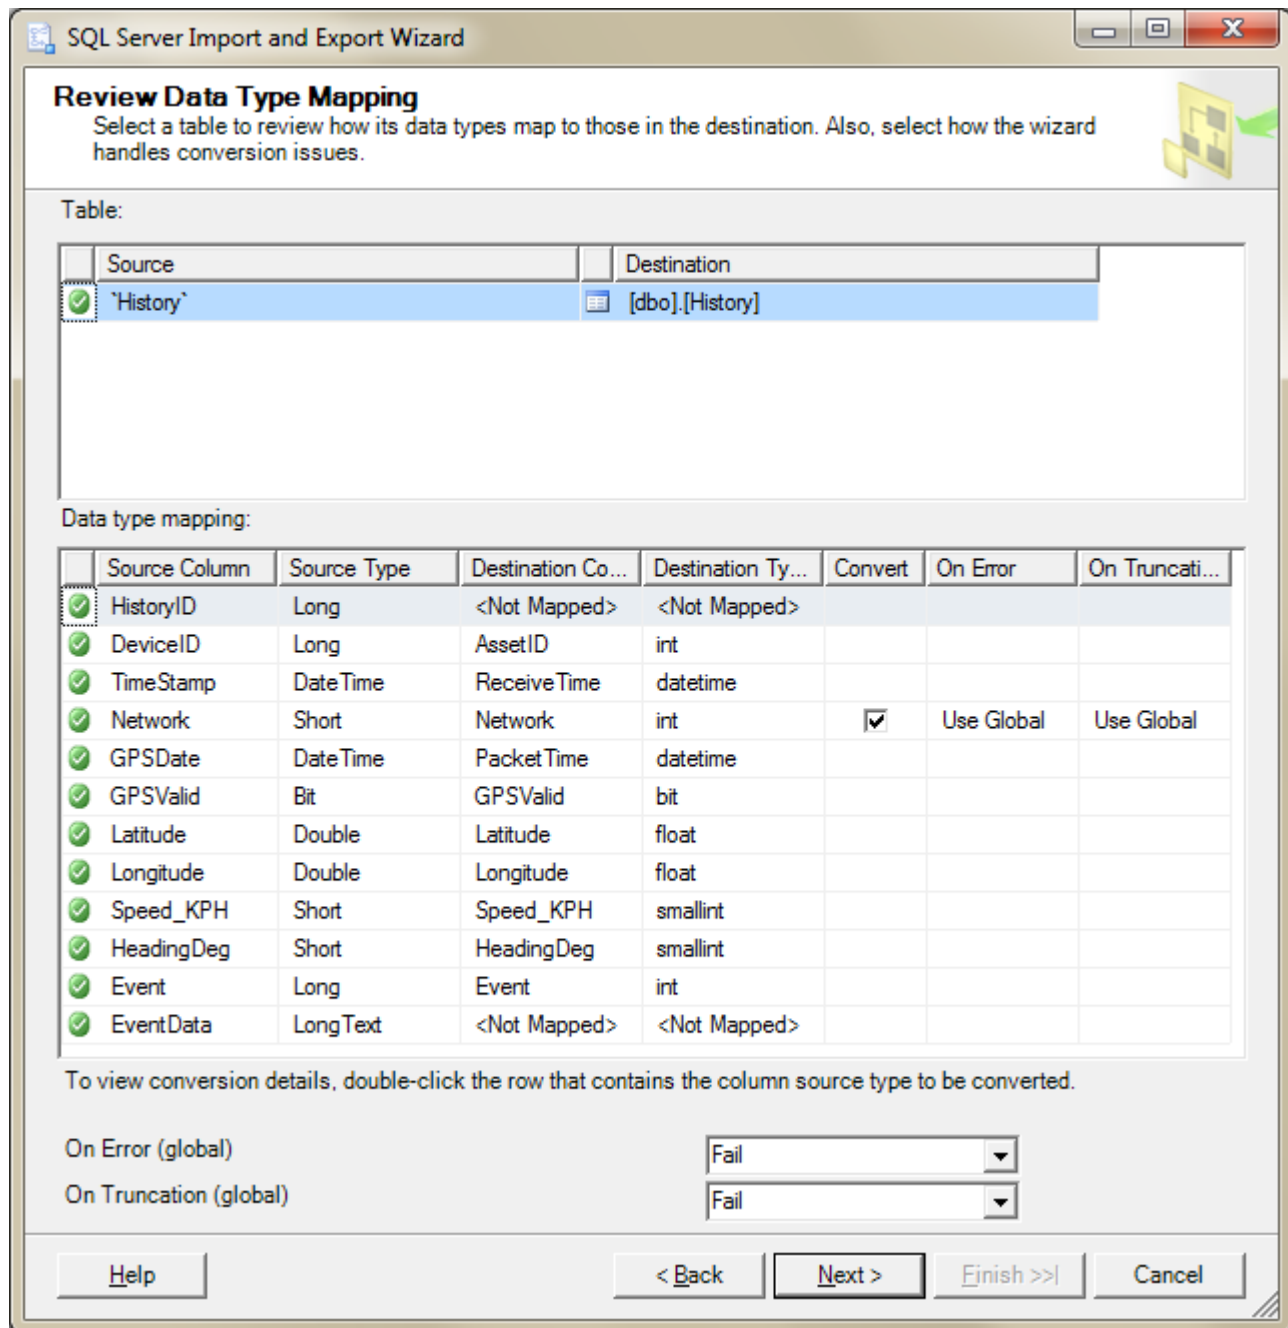 SQL Server Import and Export Wizard
Review Data Type Mapping
Select a table to review how its data types map to those in the destination. Also, select how the wizard
handles conversion issues.
Table:
Source Destination
`History` [dbo].[History]
Data type mapping:
Source Column Source Type Destination Co... Destination Ty... Convert On Error On Truncati...
HistoryID Long <Not Mapped> <Not Mapped>
DeviceID Long AssetID int
TimeStamp DateTime ReceiveTime datetime
Network Short Network int Use Global Use Global
GPSDate DateTime PacketTime datetime
GPSValid Bit GPSValid bit
Latitude Double Latitude float
Longitude Double Longitude float
Speed_KPH Short Speed_KPH smallint
HeadingDeg Short HeadingDeg smallint
Event Long Event int
EventData LongText <Not Mapped> <Not Mapped>
To view conversion details, double-click the row that contains the column source type to be converted.
On Error (global) Fail
On Truncation (global) Fail
Help < Back Next > Finish >>| Cancel